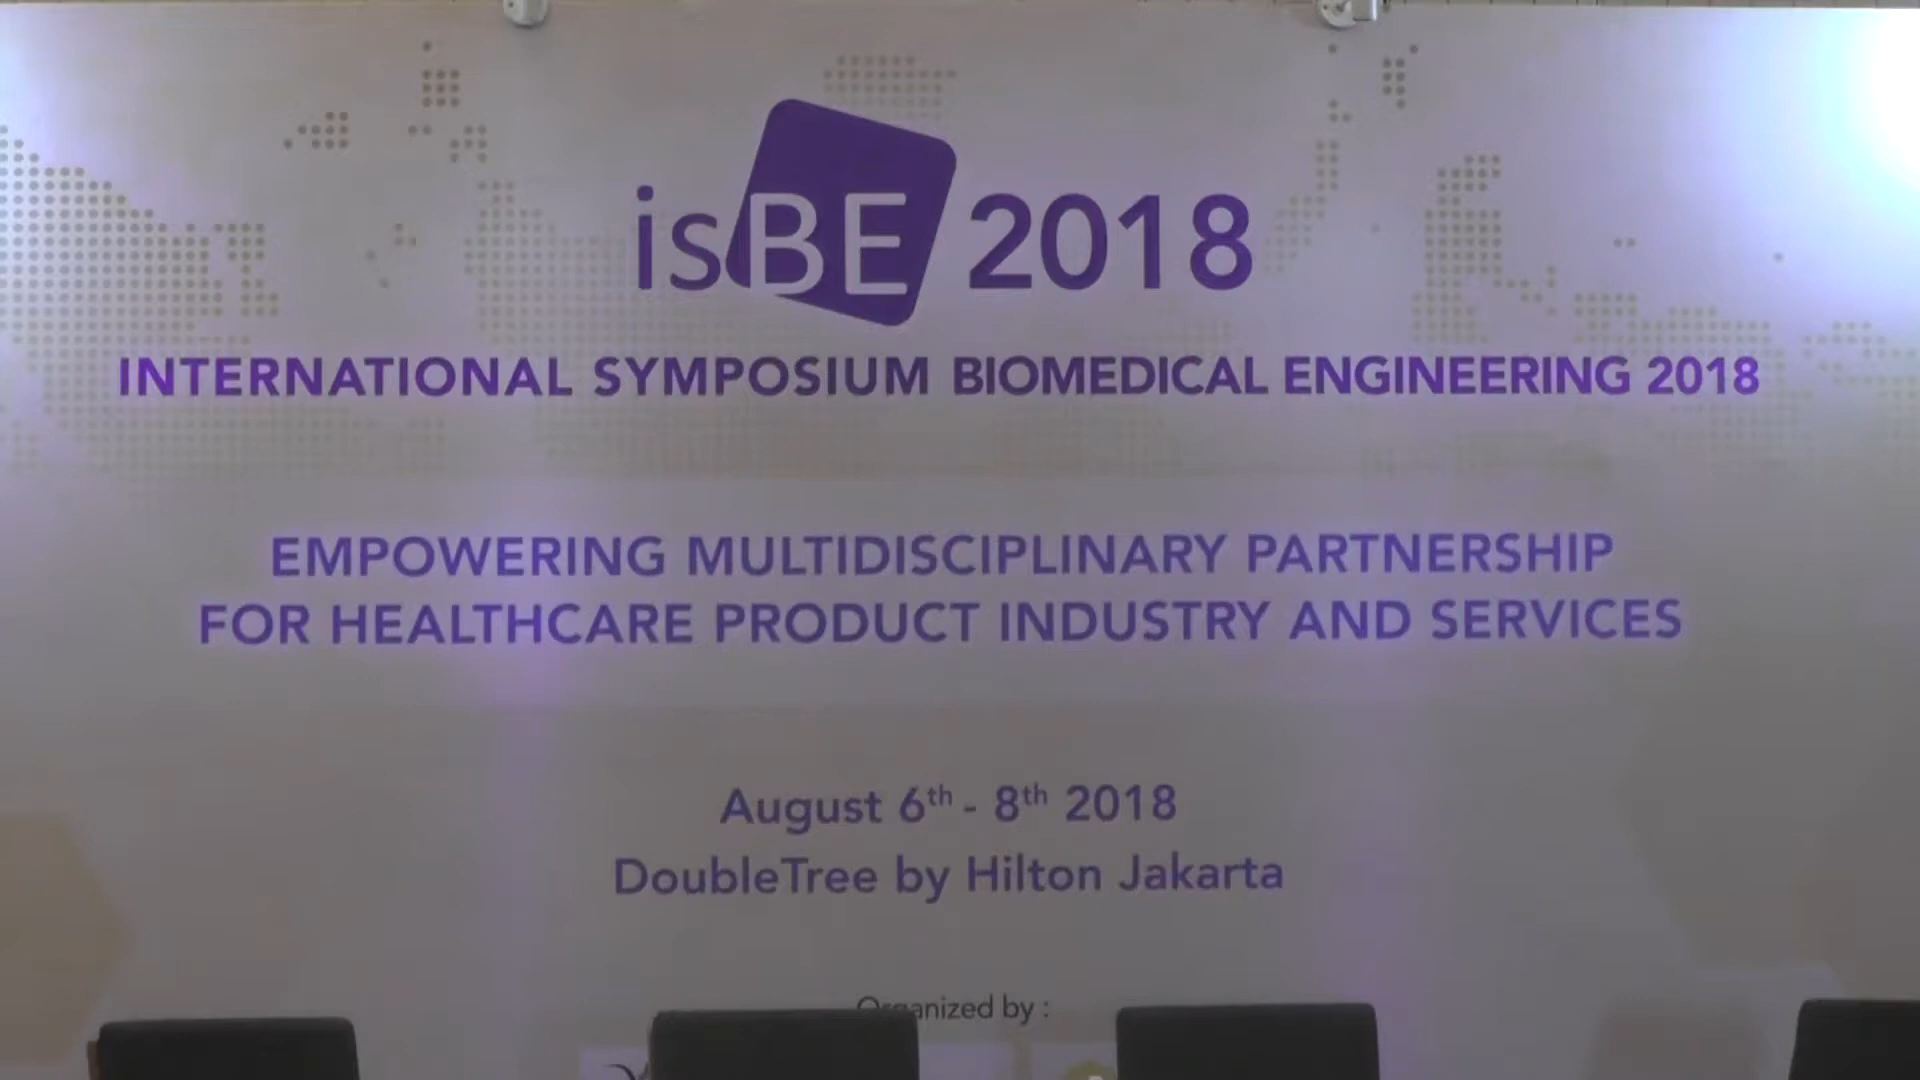 isBE 2018
INTERNATIONAL SYMPOSIUM BIOMEDICAL ENGINEERING 2018
EMPOWERING MULTIDISCIPLINARY PARTNERSHIP
FOR HEALTHCARE PRODUCT INDUSTRY AND SERVICES
August 6th - 8th 2018
DoubleTree by Hilton Jakarta
Organized by :